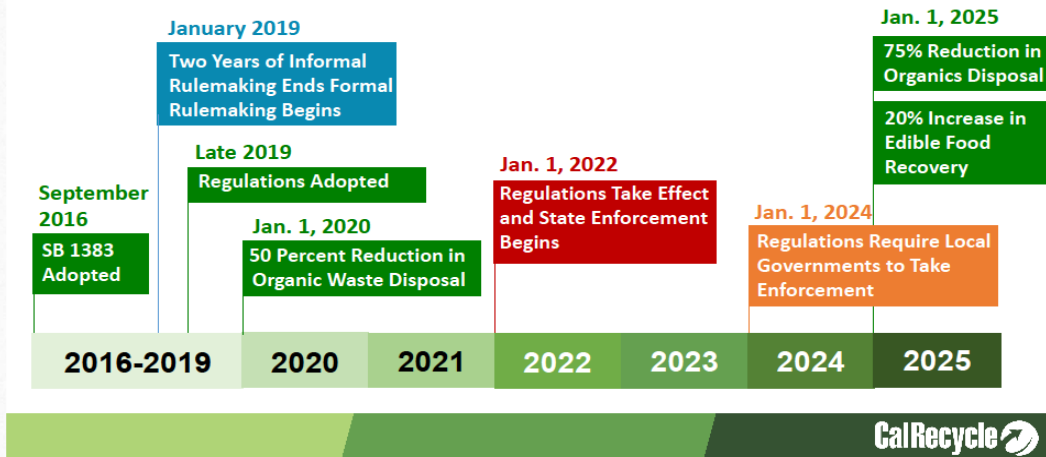 January 2019
Two Years of Informal
Rulemaking Ends Formal
Rulemaking Begins
Late 2019
Regulations Adopted
September
2016
SB 1383
Adopted
Jan. 1, 2020
50 Percent Reduction in
Organic Waste Disposal
Jan. 1, 2022
Regulations Take Effect
and State Enforcement
Begins
Jan. 1, 2024
Regulations Require Local
Governments to Take
Enforcement
Jan. 1, 2025
75% Reduction in
Organics Disposal
20% Increase in
Edible Food
Recovery
2016-2019
2020
2021
2022
2023
2024
2025
CalRecycle